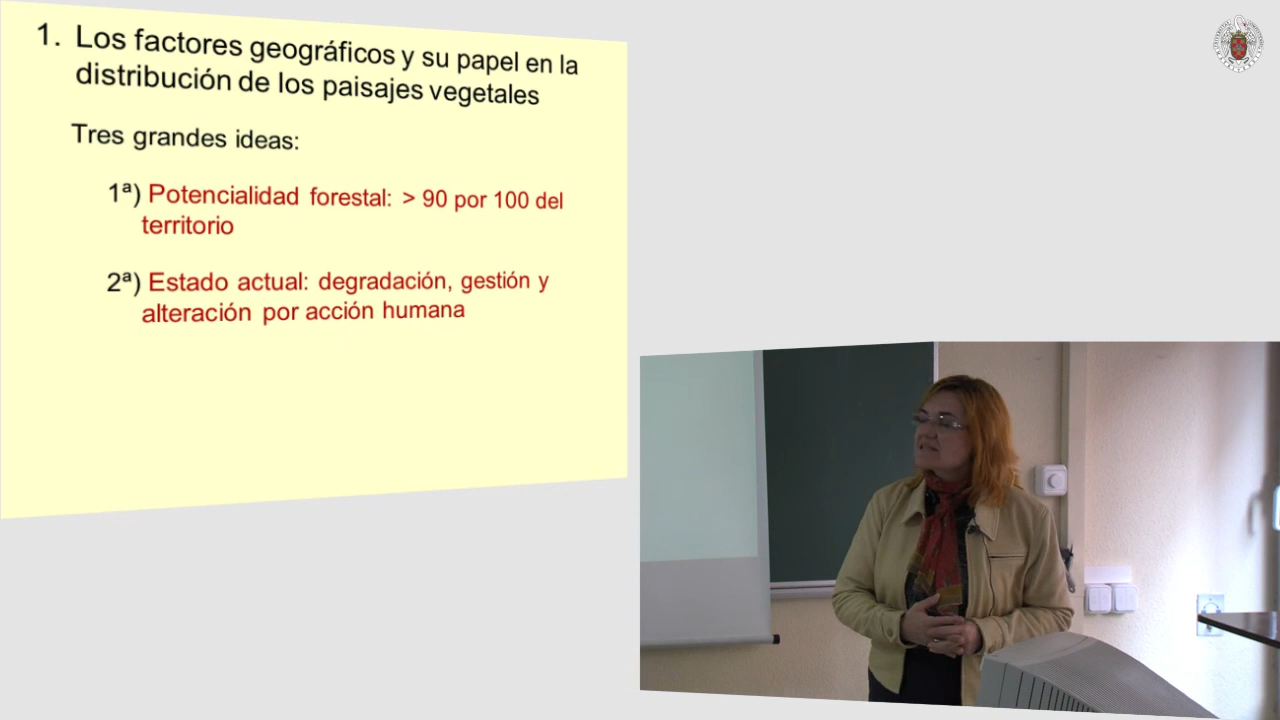 1. Los factores geográficos y su papel en la
distribución de los paisajes vegetales
Tres grandes ideas:
1ª) Potencialidad forestal: > 90 por 100 del
territorio
2ª) Estado actual: degradación, gestión y
alteración por acción humana